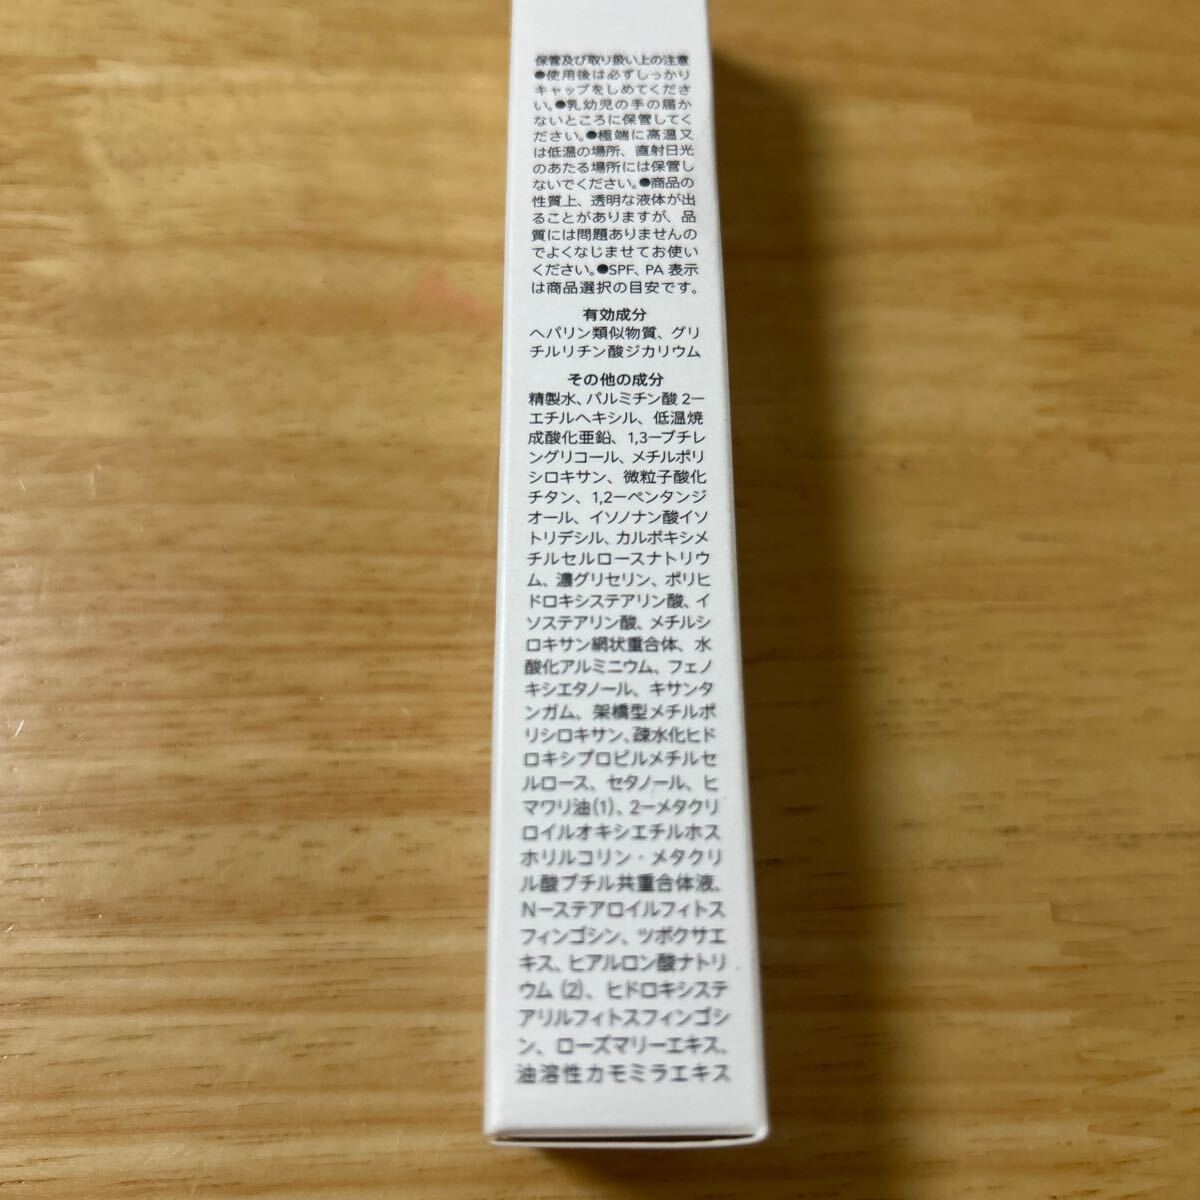 保管及び取り扱い上の注意
●使用後は必ずしっかり
キャップをしめてくださ
い。●乳幼児の手の届か
ないところに保管してく
ださい。●極端に高温又
は低温の場所、直射日光
のあたる場所には保管し
ないでください。●商品の
性質上、透明な液体が出
ることがありますが、品
質には問題ありませんの
でよくなじませてお使い
ください。●SPF、PA 表示
は商品選択の目安です。
有効成分
ヘパリン類似物質、グリ
チルリチン酸ジカリウム
その他の成分
精製水、パルミチン酸 2ー
エチルヘキシル、低温焼
成酸化亜鉛、1,3ーブチレ
ングリコール、メチルポリ
シロキサン、微粒子酸化
チタン、1,2ーペンタンジ
オール、イソノナン酸イソ
トリデシル、カルボキシメ
チルセルロースナトリウ
ム、濃グリセリン、ポリヒ
ドロキシステアリン酸、イ
ソステアリン酸、メチルシ
ロキサン網状重合体、水
酸化アルミニウム、フェノ
キシエタノール、キサンタ
ンガム、架橋型メチルポ
リシロキサン、疎水化ヒド
ロキシプロピルメチルセ
ルロース、セタノール、ヒ
マワリ油(1)、2ーメタクリ
ロイルオキシエチルホス
ホリルコリン・メタクリ
ル酸ブチル共重合体液、
Nーステアロイルフィトス
フィンゴシン、ツボクサエ
キス、ヒアルロン酸ナトリ
ウム (2)、ヒドロキシステ
アリルフィトスフィンゴシ
ン、ローズマリーエキス、
油溶性カモミラエキス